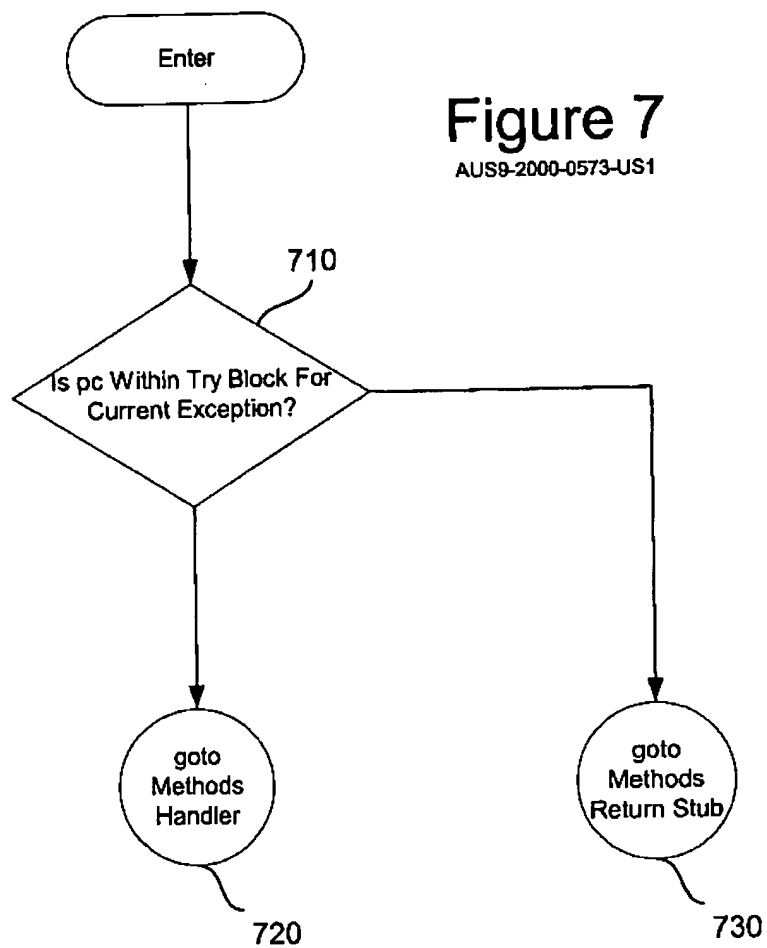 Enter
Figure 7
AUS9-2000-0573-US1
710
Is pc Within Try Block For
Current Exception?
goto
Methods
Handler
goto
Methods
Return Stub
720
730